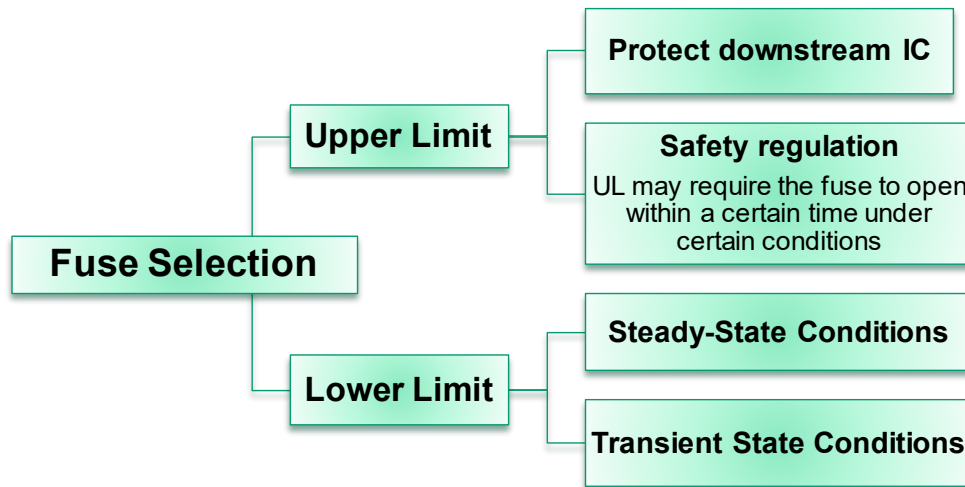 Protect downstream IC
Upper Limit
Safety regulation
UL may require the fuse to open
within a certain time under
certain conditions
Fuse Selection
Steady-State Conditions
Lower Limit
Transient State Conditions